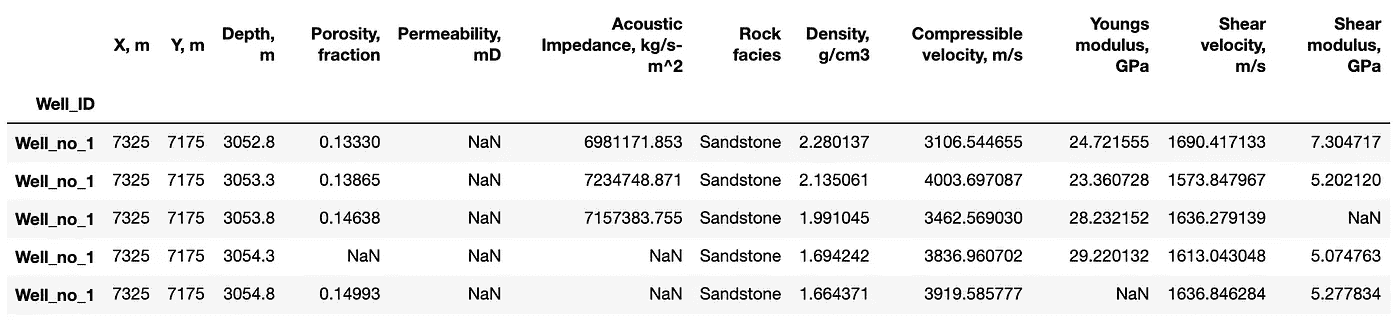 X, m Y, m Depth, m Porosity, fraction Permeability, mD Acoustic Impedance, kg/s-m^2 Rock facies Density, g/cm3 Compressible velocity, m/s Youngs modulus, GPa Shear velocity, m/s Shear modulus, GPa
Well_ID
Well_no_1 7325 7175 3052.8 0.13330 NaN 6981171.853 Sandstone 2.280137 3106.544655 24.721555 1690.417133 7.304717
Well_no_1 7325 7175 3053.3 0.13865 NaN 7234748.871 Sandstone 2.135061 4003.697087 23.360728 1573.847967 5.202120
Well_no_1 7325 7175 3053.8 0.14638 NaN 7157383.755 Sandstone 1.991045 3462.569030 28.232152 1636.279139 NaN
Well_no_1 7325 7175 3054.3 NaN NaN NaN Sandstone 1.694242 3836.960702 29.220132 1613.043048 5.074763
Well_no_1 7325 7175 3054.8 0.14993 NaN NaN Sandstone 1.664371 3919.585777 NaN 1636.846284 5.277834